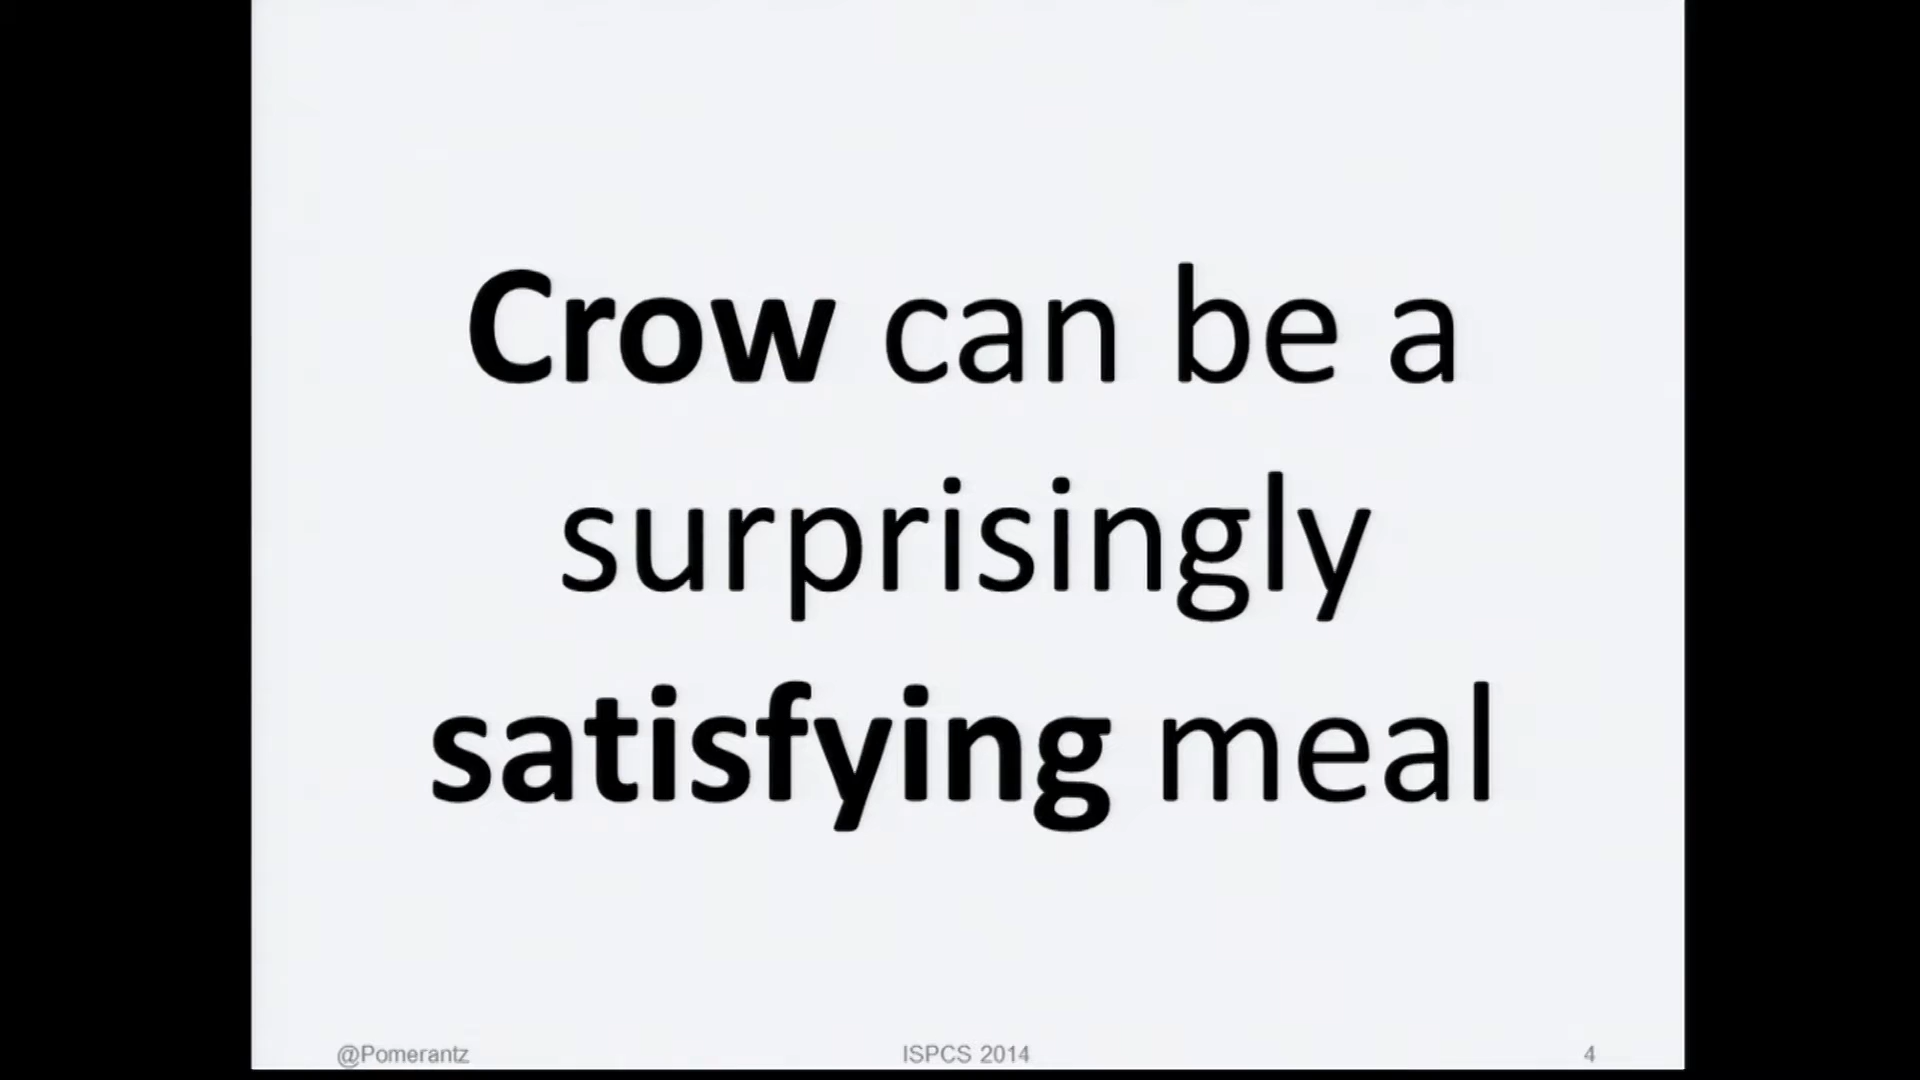 Crow can be a
surprisingly
satisfying meal
@Pomerantz
ISPCS 2014
4